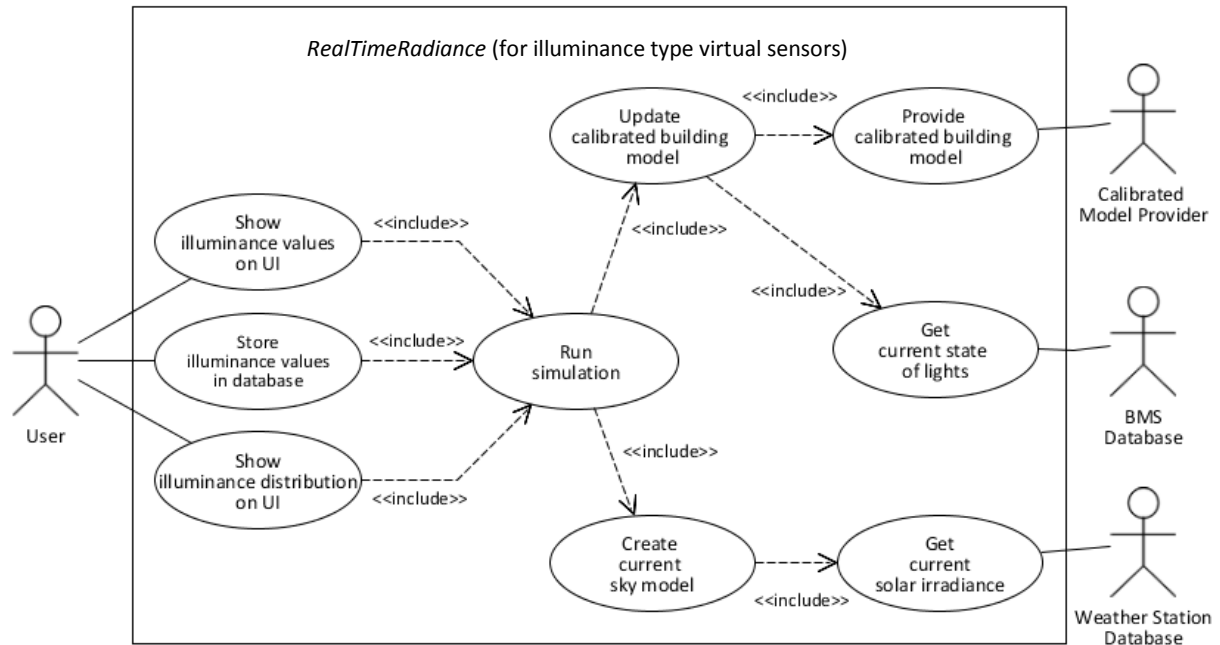 RealTimeRadiance (for illuminance type virtual sensors)
<<include>>
Update
calibrated building
model
Provide
calibrated building
model
Calibrated
Model Provider
Show
illuminance values
on UI
<<include>>
<<include>>
<<include>>
Store
illuminance values
in database
<<include>>
Run
simulation
Get
current state
of lights
User
BMS
Database
Show
illuminance distribution
on UI
<<include>>
<<include>>
Create
current
sky model
<<include>>
Get
current
solar irradiance
Weather Station
Database